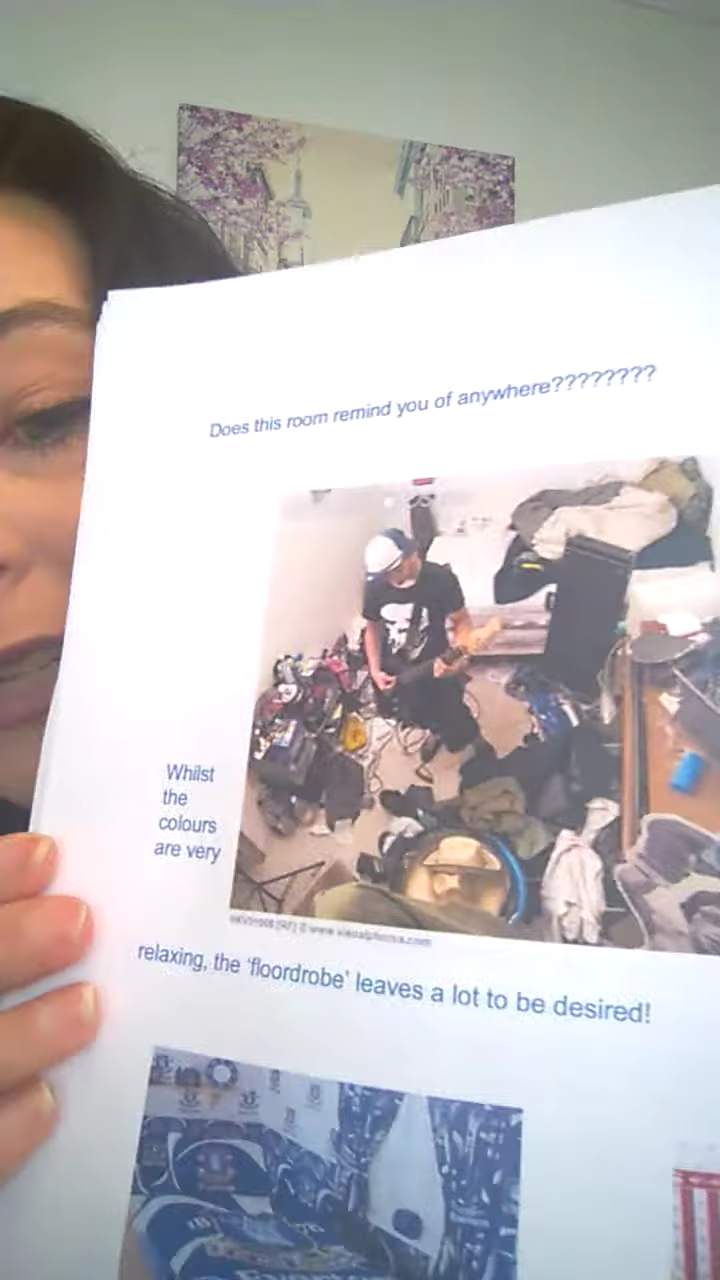 Does this room remind you of anywhere????????
Whilst
the
colours
are very
relaxing, the 'floordrobe' leaves a lot to be desired!